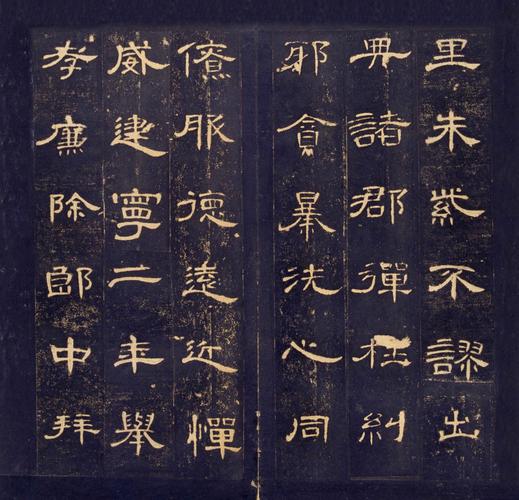 里朱紫不謬出
典諸郡彈枉糾
邪貪暴洗心同
僚服德遠近憚
威建寧二年舉
孝廉除郎中拜